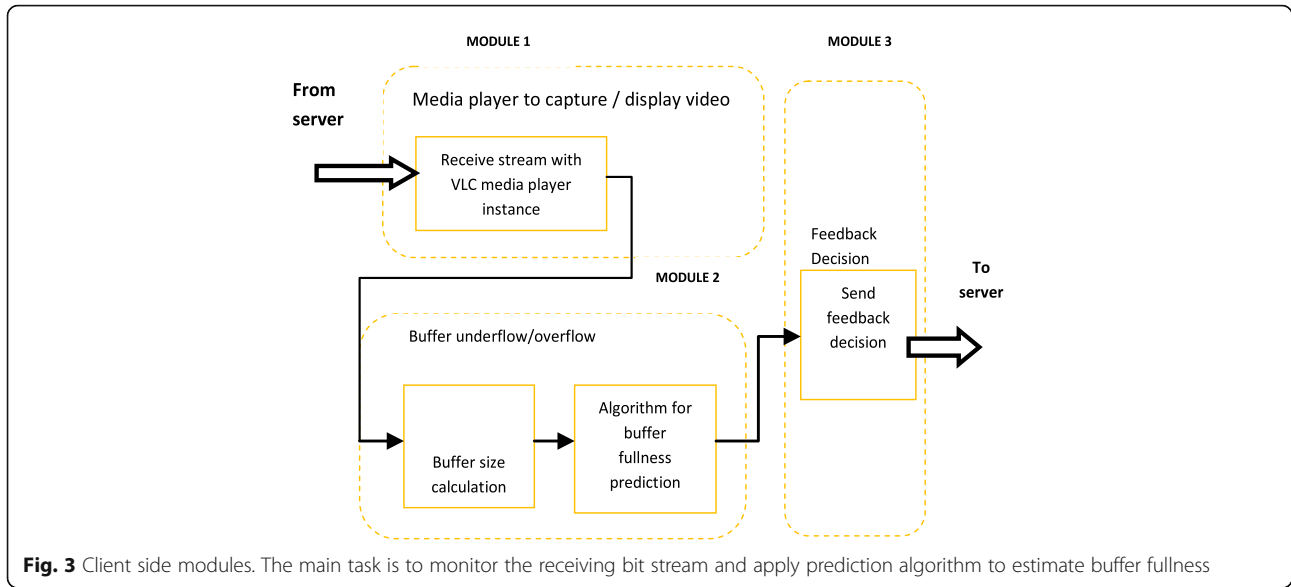 MODULE 1
MODULE 3
From
server
Media player to capture / display video
Receive stream with
VLC media player
instance
MODULE 2
Buffer underflow/overflow
Buffer size
calculation
Algorithm for
buffer
fullness
prediction
Feedback
Decision
Send
feedback
decision
To
server
Fig. 3 Client side modules. The main task is to monitor the receiving bit stream and apply prediction algorithm to estimate buffer fullness